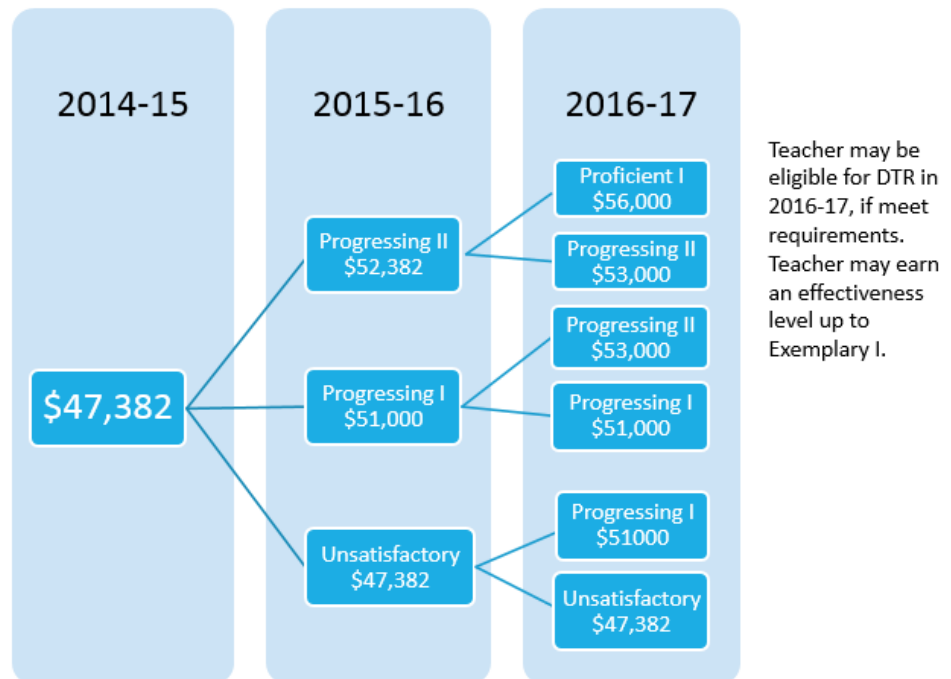 2014-15
$47,382
2015-16
Progressing II
$52,382
Progressing I
$51,000
Unsatisfactory
$47,382
2016-17
Proficient I
$56,000
Progressing II
$53,000
Progressing II
$53,000
Progressing I
$51,000
Progressing I
$51000
Unsatisfactory
$47,382
Teacher may be
eligible for DTR in
2016-17, if meet
requirements.
Teacher may earn
an effectiveness
level up to
Exemplary I.